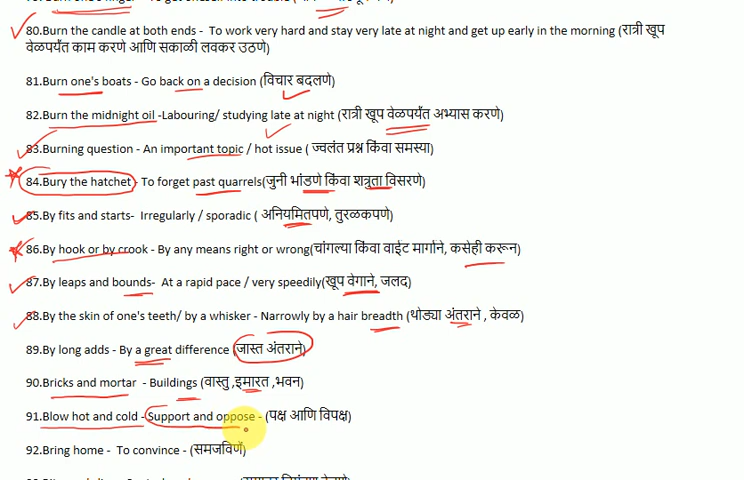 80.Burn the candle at both ends - To work very hard and stay very late at night and get up early in the morning (रात्री खूप
वेळपर्यंत काम करणे आणि सकाळी लवकर उठणे)
81.Burn one's boats - Go back on a decision (विचार बदलणे)
82.Burn the midnight oil -Labouring/ studying late at night (रात्री खूप वेळपर्यंत अभ्यास करणे)
83.Burning question - An important topic / hot issue ( ज्वलंत प्रश्न किंवा समस्या)
84.Bury the hatchet - To forget past quarrels(जुनी भांडणे किंवा शत्रुता विसरणे)
85.By fits and starts- Irregularly / sporadic ( अनियमितपणे, तुरळकपणे)
86.By hook or by crook - By any means right or wrong(चांगल्या किंवा वाईट मार्गाने, कसेही करून)
87.By leaps and bounds- At a rapid pace / very speedily(खूप वेगाने, जलद)
88.By the skin of one's teeth/ by a whisker - Narrowly by a hair breadth (थोड्या अंतराने , केवळ)
89.By long adds - By a great difference (जास्त अंतराने)
90.Bricks and mortar - Buildings (वास्तु ,इमारत ,भवन)
91.Blow hot and cold - Support and oppose - (पक्ष आणि विपक्ष)
92.Bring home - To convince - (समजविणे)